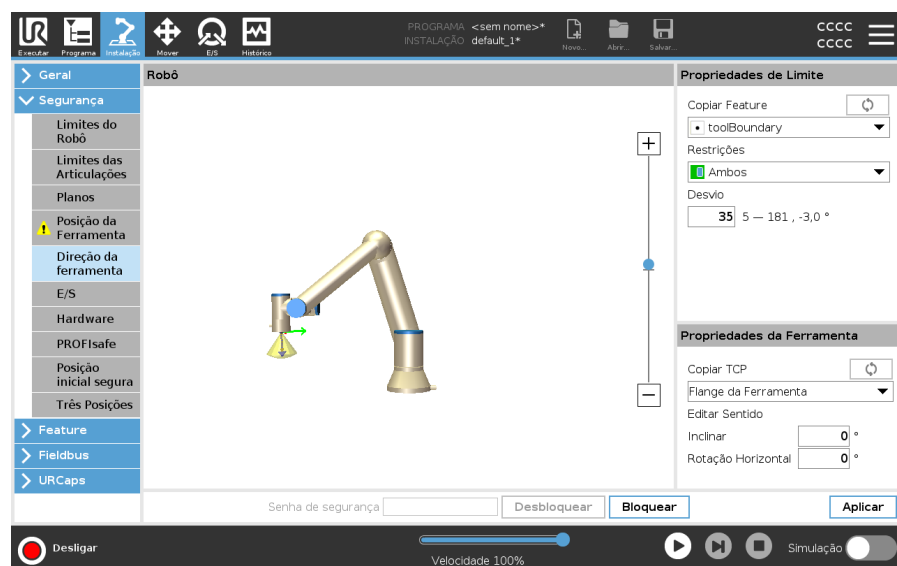 PROGRAMA <sem nome>*
INSTALAÇÃO default_1*
cccc
cccc
Executar
Programa
Instalação
Mover
E/S
Histórico
Novo...
Abrir...
Salvar...
Geral
Segurança
Limites do
Robô
Limites das
Articulações
Planos
Posição da
Ferramenta
Direção da
ferramenta
E/S
Hardware
PROFIsafe
Posição
inicial segura
Três Posições
Feature
Fieldbus
URCaps
Robô
Propriedades de Limite
Copiar Feature
toolBoundary
Restrições
Ambos
Desvio
35 5 — 181 , -3,0 °
Propriedades da Ferramenta
Copiar TCP
Flange da Ferramenta
Editar Sentido
Inclinar 0 °
Rotação Horizontal 0 °
Senha de segurança Desbloquear Bloquear Aplicar
Desligar
Velocidade 100%
Simulação